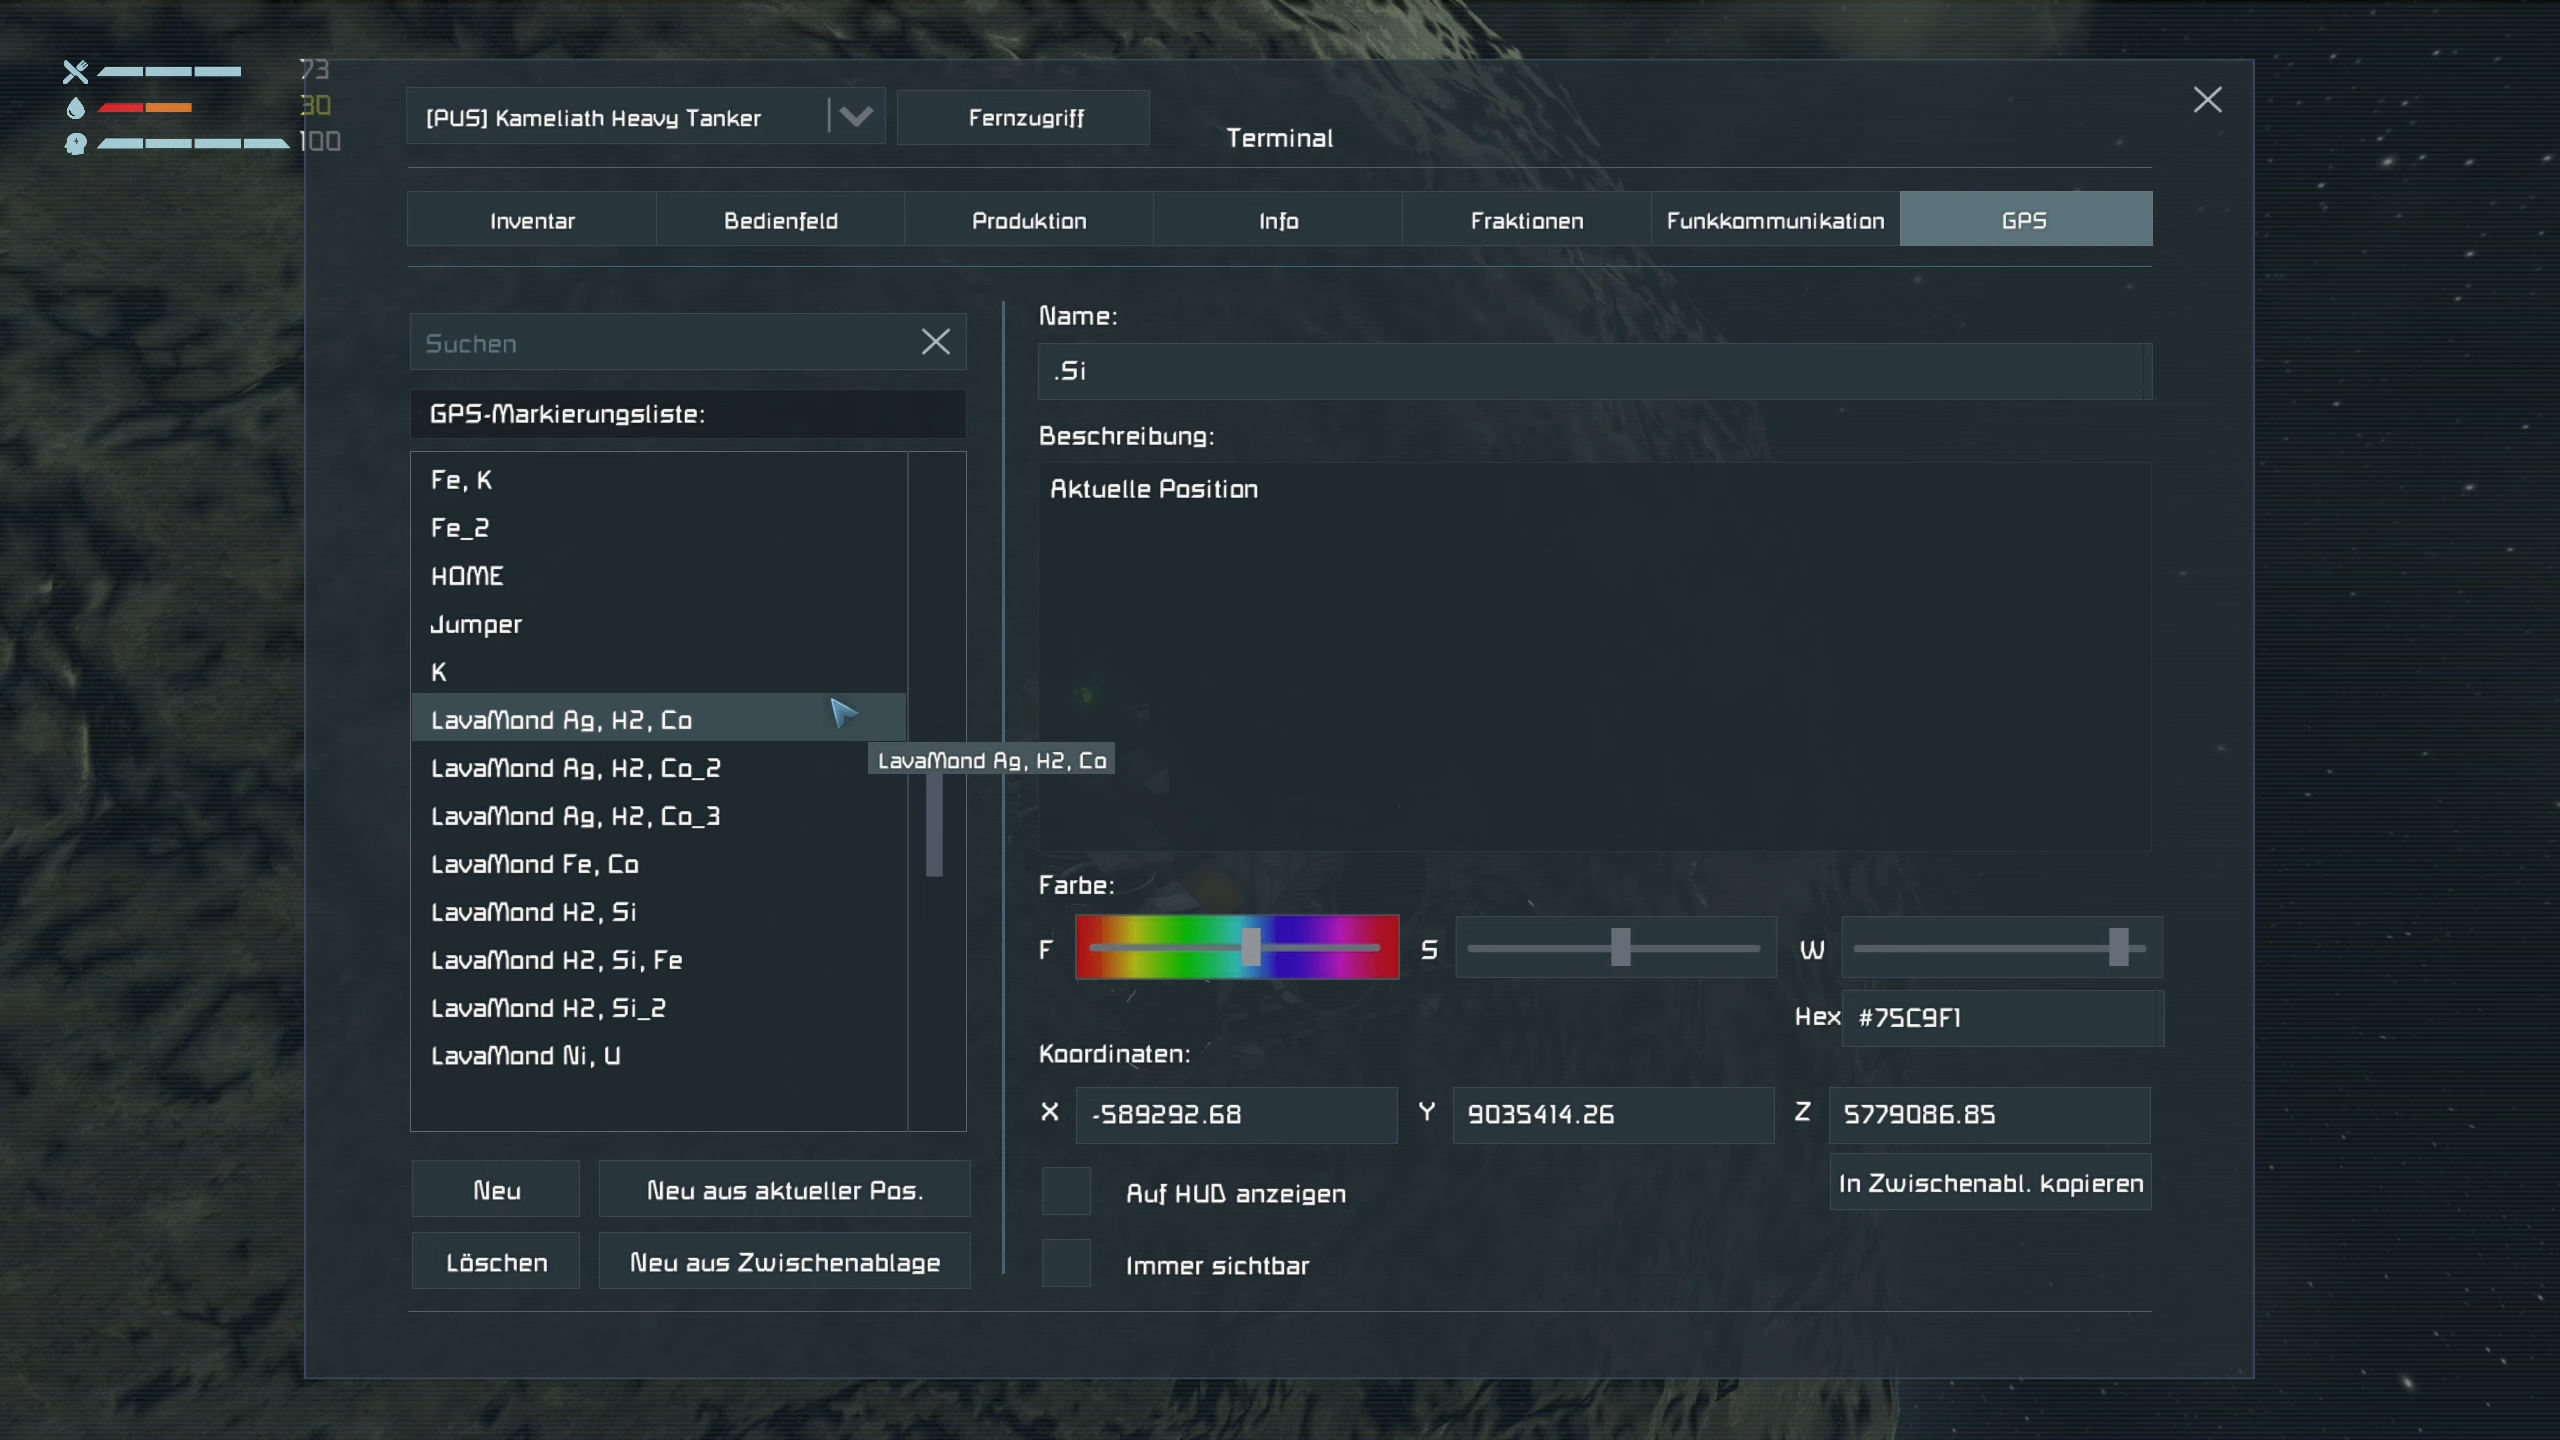 73
30
100
[PUS] Kameliath Heavy Tanker
Fernzugriff
Terminal
Inventar
Bedienfeld
Produktion
Info
Fraktionen
Funkkommunikation
GPS
Suchen
GPS-Markierungsliste:
Fe, K
Fe_2
HOME
Jumper
K
LavaMond Ag, H2, Co
LavaMond Ag, H2, Co_2
LavaMond Ag, H2, Co_3
LavaMond Fe, Co
LavaMond H2, Si
LavaMond H2, Si, Fe
LavaMond H2, Si_2
LavaMond Ni, U
LavaMond Ag, H2, Co
Neu
Neu aus aktueller Pos.
Löschen
Neu aus Zwischenablage
Name:
.Si
Beschreibung:
Aktuelle Position
Farbe:
F
S
W
Hex
#75C9F1
Koordinaten:
X
-589292.68
Y
9035414.26
Z
5779086.85
Auf HUD anzeigen
In Zwischenabl. kopieren
Immer sichtbar